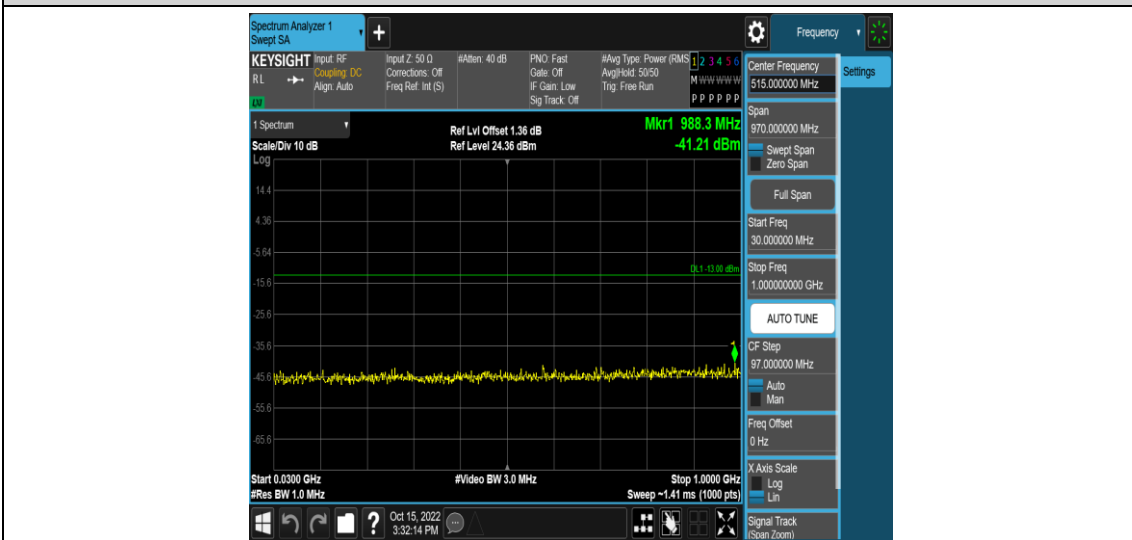 Spectrum Analyzer 1
Swept SA
+
Frequency
KEYSIGHT
R L
LW
Input: RF
Coupling: DC
Align: Auto
Input Z: 50 Ω
Corrections: Off
Freq Ref: Int (S)
#Atten: 40 dB
PNO: Fast
Gate: Off
IF Gain: Low
Sig Track: Off
#Avg Type: Power (RMS
Avg|Hold: 50/50
Trig: Free Run
1 2 3 4 5 6
M W W W W W
P P P P P P
1 Spectrum
Scale/Div 10 dB
Log
Ref Lvl Offset 1.36 dB
Ref Level 24.36 dBm
Mkr1 988.3 MHz
-41.21 dBm
14.4
4.36
-5.64
DL1 -13.00 dBm
-15.6
-25.6
-35.6
1
-45.6
-55.6
-65.6
Start 0.0300 GHz
#Res BW 1.0 MHz
#Video BW 3.0 MHz
Stop 1.0000 GHz
Sweep ~1.41 ms (1000 pts)
Oct 15, 2022
3:32:14 PM
?
Center Frequency
515.000000 MHz
Settings
Span
970.000000 MHz
Swept Span
Zero Span
Full Span
Start Freq
30.000000 MHz
Stop Freq
1.000000000 GHz
AUTO TUNE
CF Step
97.000000 MHz
Auto
Man
Freq Offset
0 Hz
X Axis Scale
Log
Lin
Signal Track
(Span Zoom)